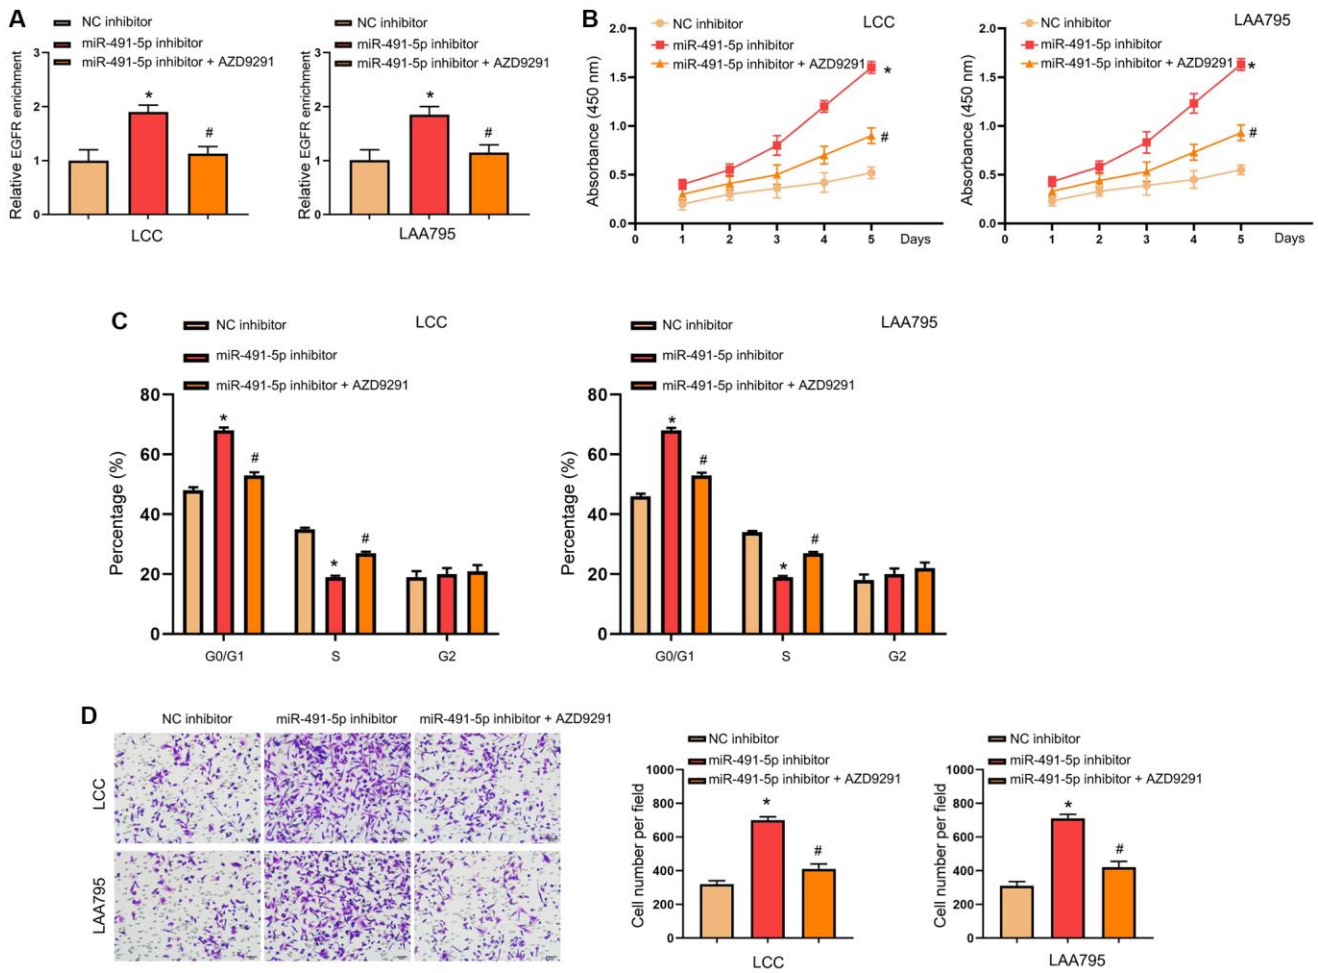 A
NC inhibitor
miR-491-5p inhibitor
miR-491-5p inhibitor + AZD9291
Relative EGFR enrichment
3
2
1
0
*
#
LCC
NC inhibitor
miR-491-5p inhibitor
miR-491-5p inhibitor + AZD9291
Relative EGFR enrichment
3
2
1
0
*
#
LAA795
B
NC inhibitor
miR-491-5p inhibitor
miR-491-5p inhibitor + AZD9291
LCC
Absorbance (450 nm)
2.0
1.5
1.0
0.5
0.0
*
#
0 1 2 3 4 5 Days
NC inhibitor
miR-491-5p inhibitor
miR-491-5p inhibitor + AZD9291
LAA795
Absorbance (450 nm)
2.0
1.5
1.0
0.5
0.0
*
#
0 1 2 3 4 5 Days
C
NC inhibitor
miR-491-5p inhibitor
miR-491-5p inhibitor + AZD9291
LCC
Percentage (%)
80
60
40
20
0
* #
* #
G0/G1 S G2
NC inhibitor
miR-491-5p inhibitor
miR-491-5p inhibitor + AZD9291
LAA795
Percentage (%)
80
60
40
20
0
* #
* #
G0/G1 S G2
D
NC inhibitor miR-491-5p inhibitor miR-491-5p inhibitor + AZD9291
LCC
LAA795
NC inhibitor
miR-491-5p inhibitor
miR-491-5p inhibitor + AZD9291
Cell number per field
1000
800
600
400
200
0
*
#
LCC
NC inhibitor
miR-491-5p inhibitor
miR-491-5p inhibitor + AZD9291
Cell number per field
1000
800
600
400
200
0
*
#
LAA795